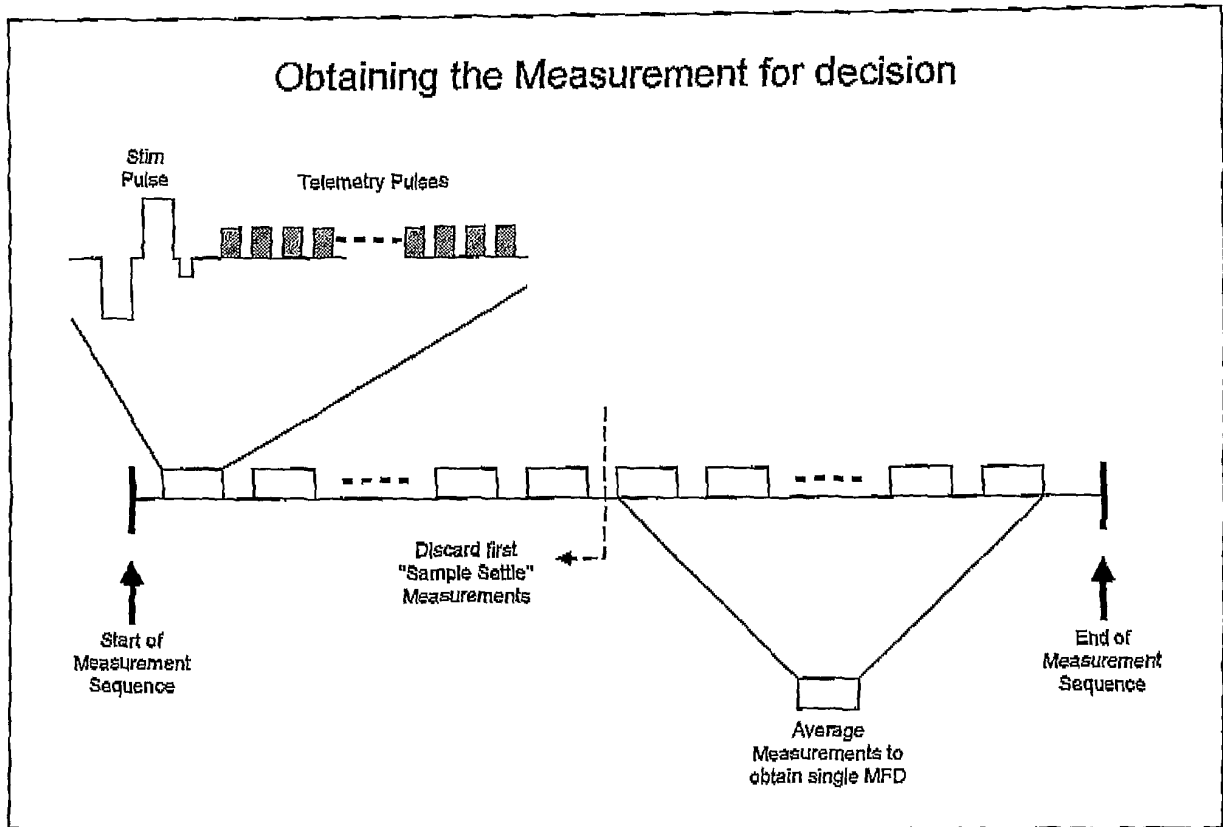 Obtaining the Measurement for decision
Stim
Pulse
Telemetry Pulses
Discard first
"Sample Settle"
Measurements
Start of
Measurement
Sequence
End of
Measurement
Sequence
Average
Measurements to
obtain single MFD